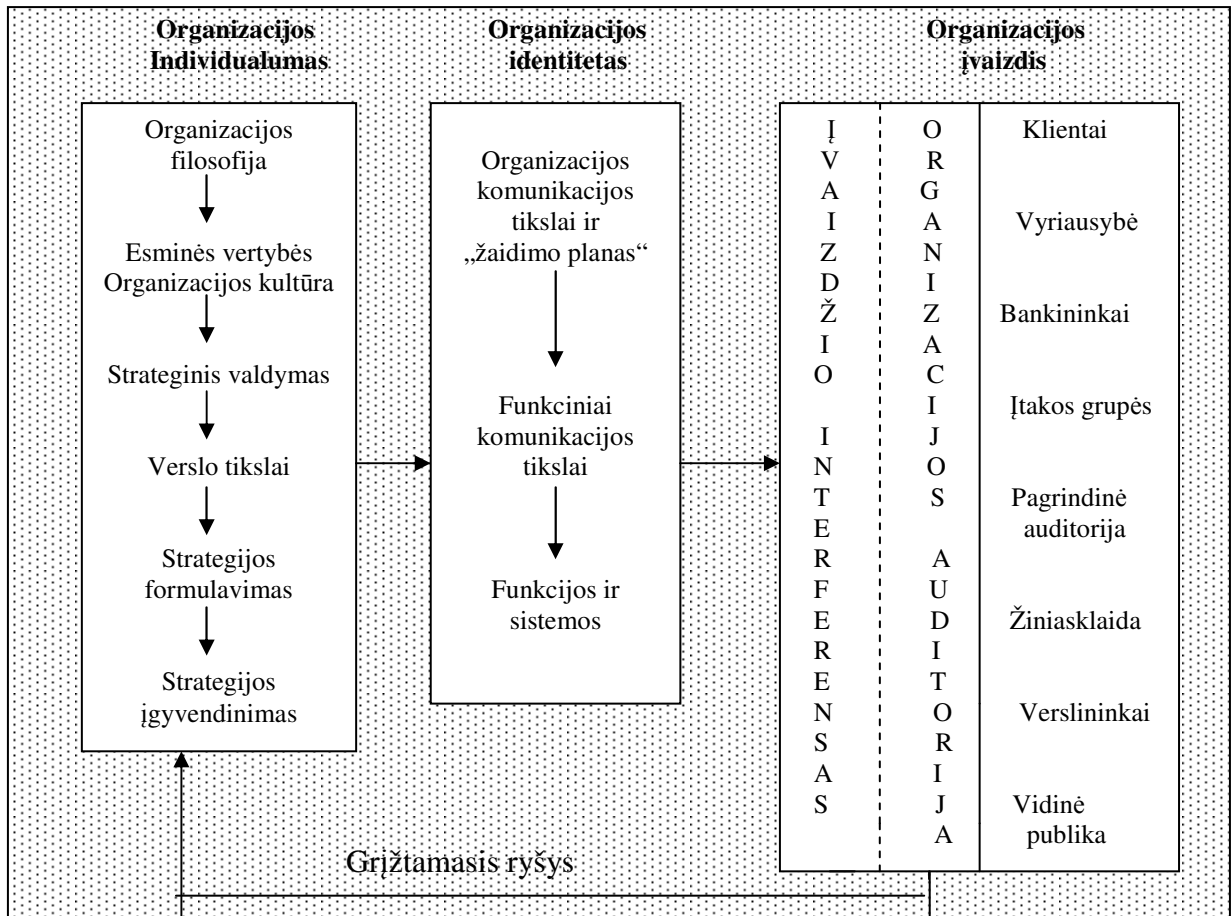 Organizacijos
Individualumas
Organizacijos
filosofija
Esminės vertybės
Organizacijos kultūra
Strateginis valdymas
Verslo tikslai
Strategijos
formulavimas
Strategijos
įgyvendinimas
Organizacijos
identitetas
Organizacijos
komunikacijos
tikslai ir
„žaidimo planas“
Funkciniai
komunikacijos
tikslai
Funkcijos ir
sistemos
Organizacijos
įvaizdis
ĮVAIZDŽIO INTERFERENSAS
ORGANIZACIJOS AUDITORIJA
Klientai
Vyriausybė
Bankininkai
Įtakos grupės
Pagrindinė
auditorija
Žiniasklaida
Verslininkai
Vidinė
publika
Grįžtamasis ryšys